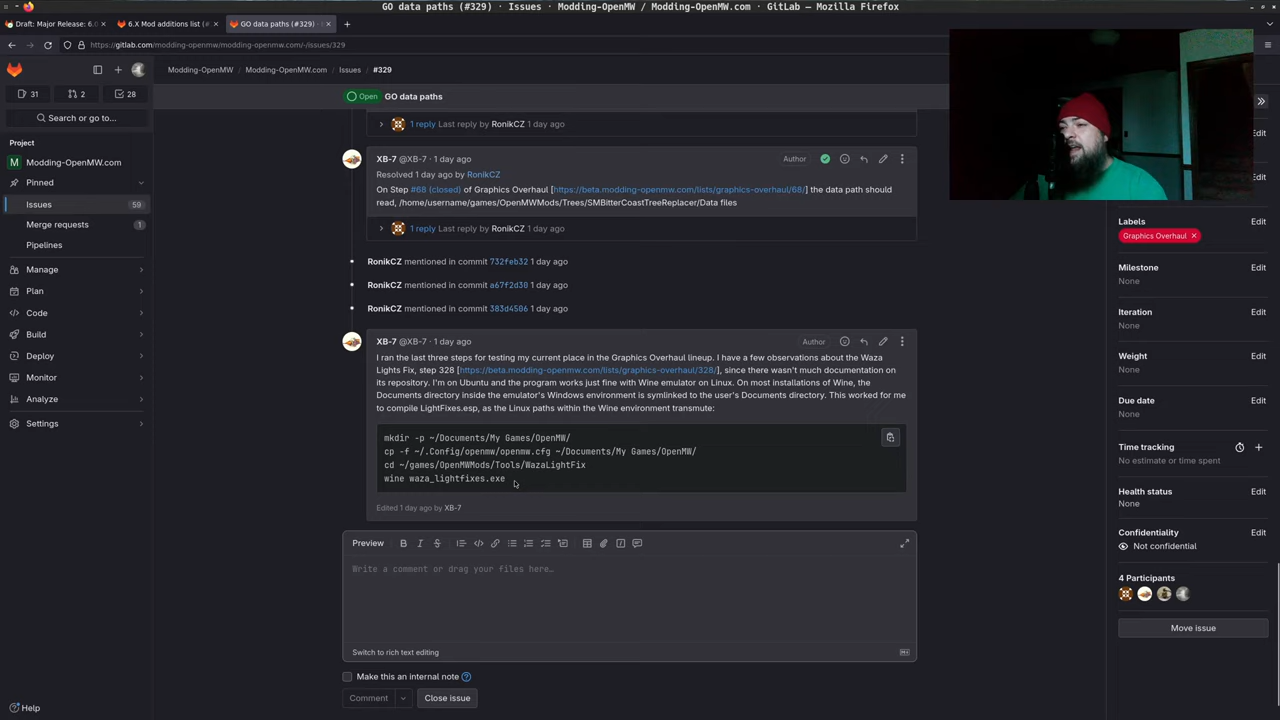 GO data paths (#329) · Issues · Modding-OpenMW / Modding-OpenMW.com · GitLab — Mozilla Firefox
Draft: Major Release: 6.0
6.X Mod additions list (#
GO data paths (#329) ·
https://gitlab.com/modding-openmw/modding-openmw.com/-/issues/329
Modding-OpenMW
Modding-OpenMW.com
Issues
#329
31
2
28
Search or go to...
Project
M
Modding-OpenMW.com
Pinned
Issues
59
Merge requests
1
Pipelines
Manage
Plan
Code
Build
Deploy
Monitor
Analyze
Settings
Help
Open
GO data paths
1 reply Last reply by RonikCZ 1 day ago
XB-7 @XB-7 · 1 day ago
Author
Resolved 1 day ago by RonikCZ
On Step #68 (closed) of Graphics Overhaul [https://beta.modding-openmw.com/lists/graphics-overhaul/68/] the data path should
read, /home/username/games/OpenMWMods/Trees/SMBitterCoastTreeReplacer/Data files
1 reply Last reply by RonikCZ 1 day ago
RonikCZ mentioned in commit 732feb32 1 day ago
RonikCZ mentioned in commit a67f2d30 1 day ago
RonikCZ mentioned in commit 383d4506 1 day ago
XB-7 @XB-7 · 1 day ago
Author
I ran the last three steps for testing my current place in the Graphics Overhaul lineup. I have a few observations about the Waza
Lights Fix, step 328 [https://beta.modding-openmw.com/lists/graphics-overhaul/328/], since there wasn't much documentation on
its repository. I'm on Ubuntu and the program works just fine with Wine emulator on Linux. On most installations of Wine, the
Documents directory inside the emulator's Windows environment is symlinked to the user's Documents directory. This worked for me
to compile LightFixes.esp, as the Linux paths within the Wine environment transmute:
mkdir -p ~/Documents/My Games/OpenMW/
cp -f ~/.Config/openmw/openmw.cfg ~/Documents/My Games/OpenMW/
cd ~/games/OpenMWMods/Tools/WazaLightFix
wine waza_lightfixes.exe
Edited 1 day ago by XB-7
Preview
Write a comment or drag your files here…
Switch to rich text editing
Make this an internal note
Comment
Close issue
Labels
Edit
Graphics Overhaul
Milestone
Edit
None
Iteration
Edit
None
Weight
Edit
None
Due date
Edit
None
Time tracking
No estimate or time spent
Health status
Edit
None
Confidentiality
Edit
Not confidential
4 Participants
Move issue